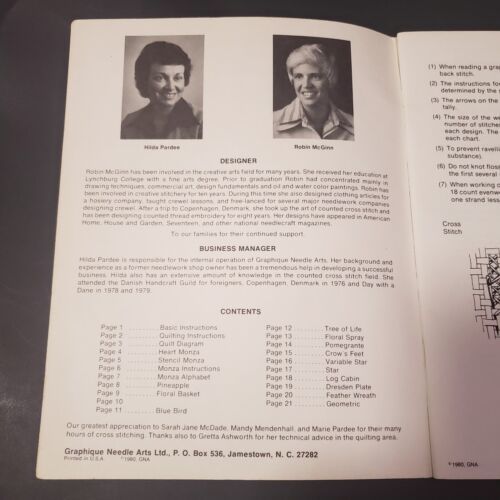 Hilda Pardee
Robin McGinn
DESIGNER
Robin McGinn has been involved in the creative arts field for many years. She received her education at
Lynchburg College with a fine arts degree. Prior to graduation Robin had concentrated mainly in
drawing techniques, commercial art, design fundamentals and oil and water color paintings. Robin has
been involved in creative stitchery for ten years. During this time she also designed clothing articles for
a hosiery company, taught crewel lessons, and free-lanced for several major needlework companies
designing crewel. After a trip to Copenhagen, Denmark, she took up the art of counted cross stitch and
has been designing counted thread embroidery for eight years. Her designs have appeared in American
Home, House and Garden, Seventeen, and other national needlecraft magazines.
To our families for their continued support.
BUSINESS MANAGER
Hilda Pardee is responsible for the internal operation of Graphique Needle Arts. Her background and
experience as a former needlework shop owner has been a tremendous help in developing a successful
business. Hilda also has an extensive amount of knowledge in the counted cross stitch field. She
attended the Danish Handcraft Guild for foreigners, Copenhagen, Denmark in 1976 and Day with a
Dane in 1978 and 1979.
CONTENTS
Page 1 .......... Basic Instructions
Page 2 .......... Quilting Instructions
Page 3 .......... Quilt Diagram
Page 4 .......... Heart Monza
Page 5 .......... Stencil Monza
Page 6 .......... Monza Instructions
Page 7 .......... Monza Alphabet
Page 8 .......... Pineapple
Page 9 .......... Floral Basket
Page 10
Page 11 .......... Blue Bird
Page 12 .......... Tree of Life
Page 13 .......... Floral Spray
Page 14 .......... Pomegrante
Page 15 .......... Crow's Feet
Page 16 .......... Variable Star
Page 17 .......... Star
Page 18 .......... Log Cabin
Page 19 .......... Dresden Plate
Page 20 .......... Feather Wreath
Page 21 .......... Geometric
Our greatest appreciation to Sarah Jane McDade, Mandy Mendenhall, and Marie Pardee for their many
hours of cross stitching. Thanks also to Gretta Ashworth for her technical advice in the quilting area.
Graphique Needle Arts Ltd., P. O. Box 536, Jamestown, N. C. 27282
Printed in U.S.A. ©1980, GNA
(1) When reading a gra
back stitch.
(2) The instructions for
determined by the
(3) The arrows on the
tally.
(4) The size of the we
number of stitches
each design. The
each chart.
(5) To prevent ravelli
substance).
(6) Do not knot floss
the first several
(7) When working o
18 count evenw
one strand less
Cross
Stitch
©1980, GNA